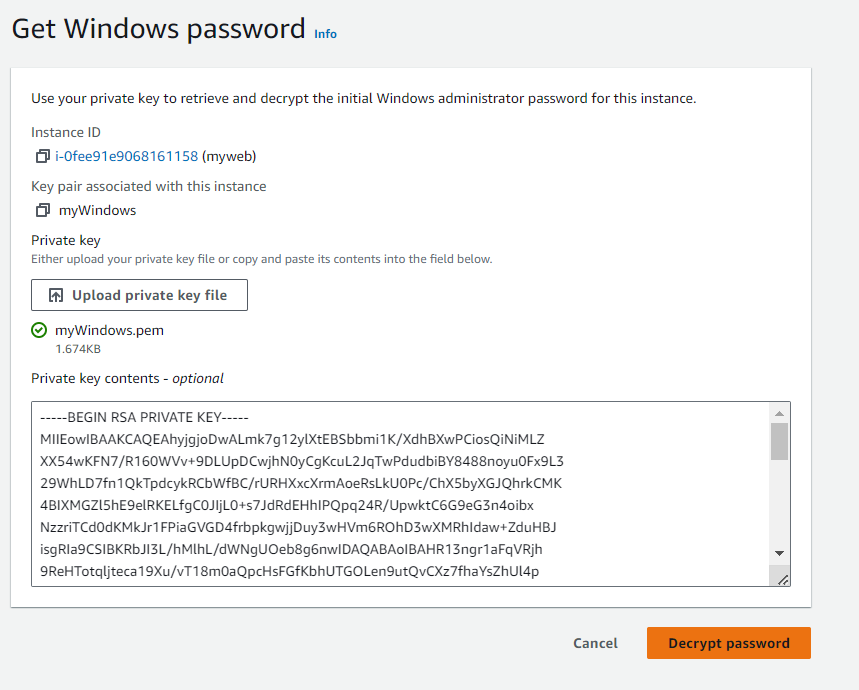 Get Windows password Info
Use your private key to retrieve and decrypt the initial Windows administrator password for this instance.
Instance ID
i-0fee91e9068161158 (myweb)
Key pair associated with this instance
myWindows
Private key
Either upload your private key file or copy and paste its contents into the field below.
Upload private key file
myWindows.pem
1.674KB
Private key contents - optional
-----BEGIN RSA PRIVATE KEY-----
MIIEowIBAAKCAQEAhyjgjoDwALmk7g12ylXtEBSbbmi1K/XdhBXwPCiosQiNiMLZ
XX54wKFN7/R160WVv+9DLUpDCwjhN0yCgKcuL2JqTwPdudbiBY8488noyu0Fx9L3
29WhLD7fn1QkTpdcykRCbWfBC/rURHXxcXrmAoeRsLkU0Pc/ChX5byXGJQhrkCMK
4BIXMGZl5hE9elRKELfgC0JIjL0+s7JdRdEHhIPQpq24R/UpwktC6G9eG3n4oibx
NzzriTCd0dKMkJr1FPiaGVGD4frbpkgwjjDuy3wHVm6ROhD3wXMRhIdaw+ZduHBJ
isgRIa9CSIBKRbJI3L/hMlhL/dWNgUOeb8g6nwIDAQABAoIBAHR13ngr1aFqVRjh
9ReHTotqljteca19Xu/vT18m0aQpcHsFGfKbhUTGOLen9utQvCXz7fhaYsZhUl4p
Cancel
Decrypt password